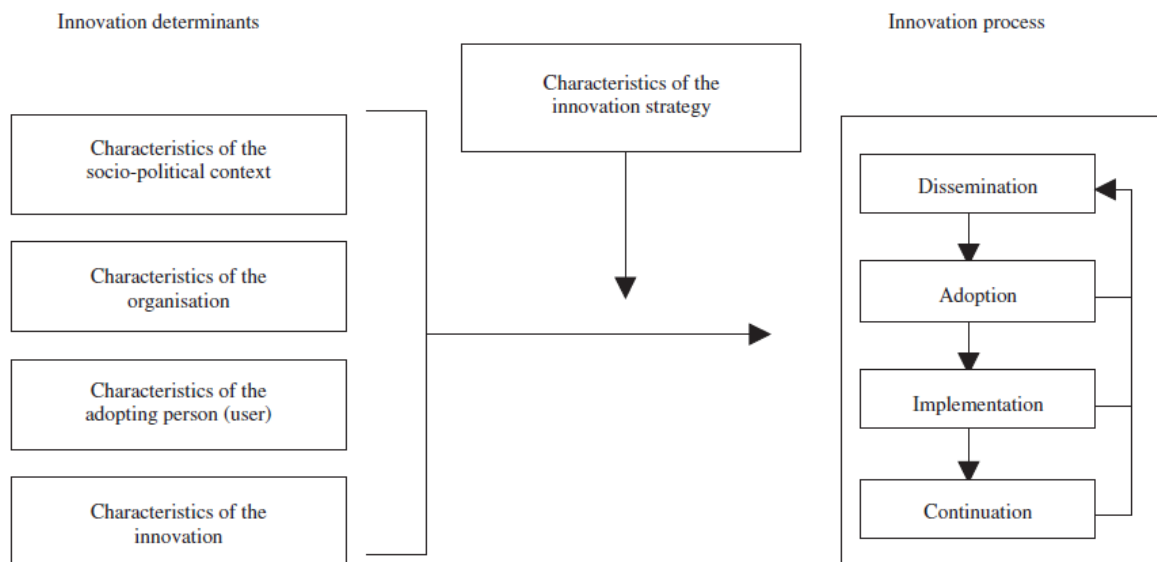 Innovation determinants
Innovation process
Characteristics of the
innovation strategy
Characteristics of the
socio-political context
Characteristics of the
organisation
Characteristics of the
adopting person (user)
Characteristics of the
innovation
Dissemination
Adoption
Implementation
Continuation